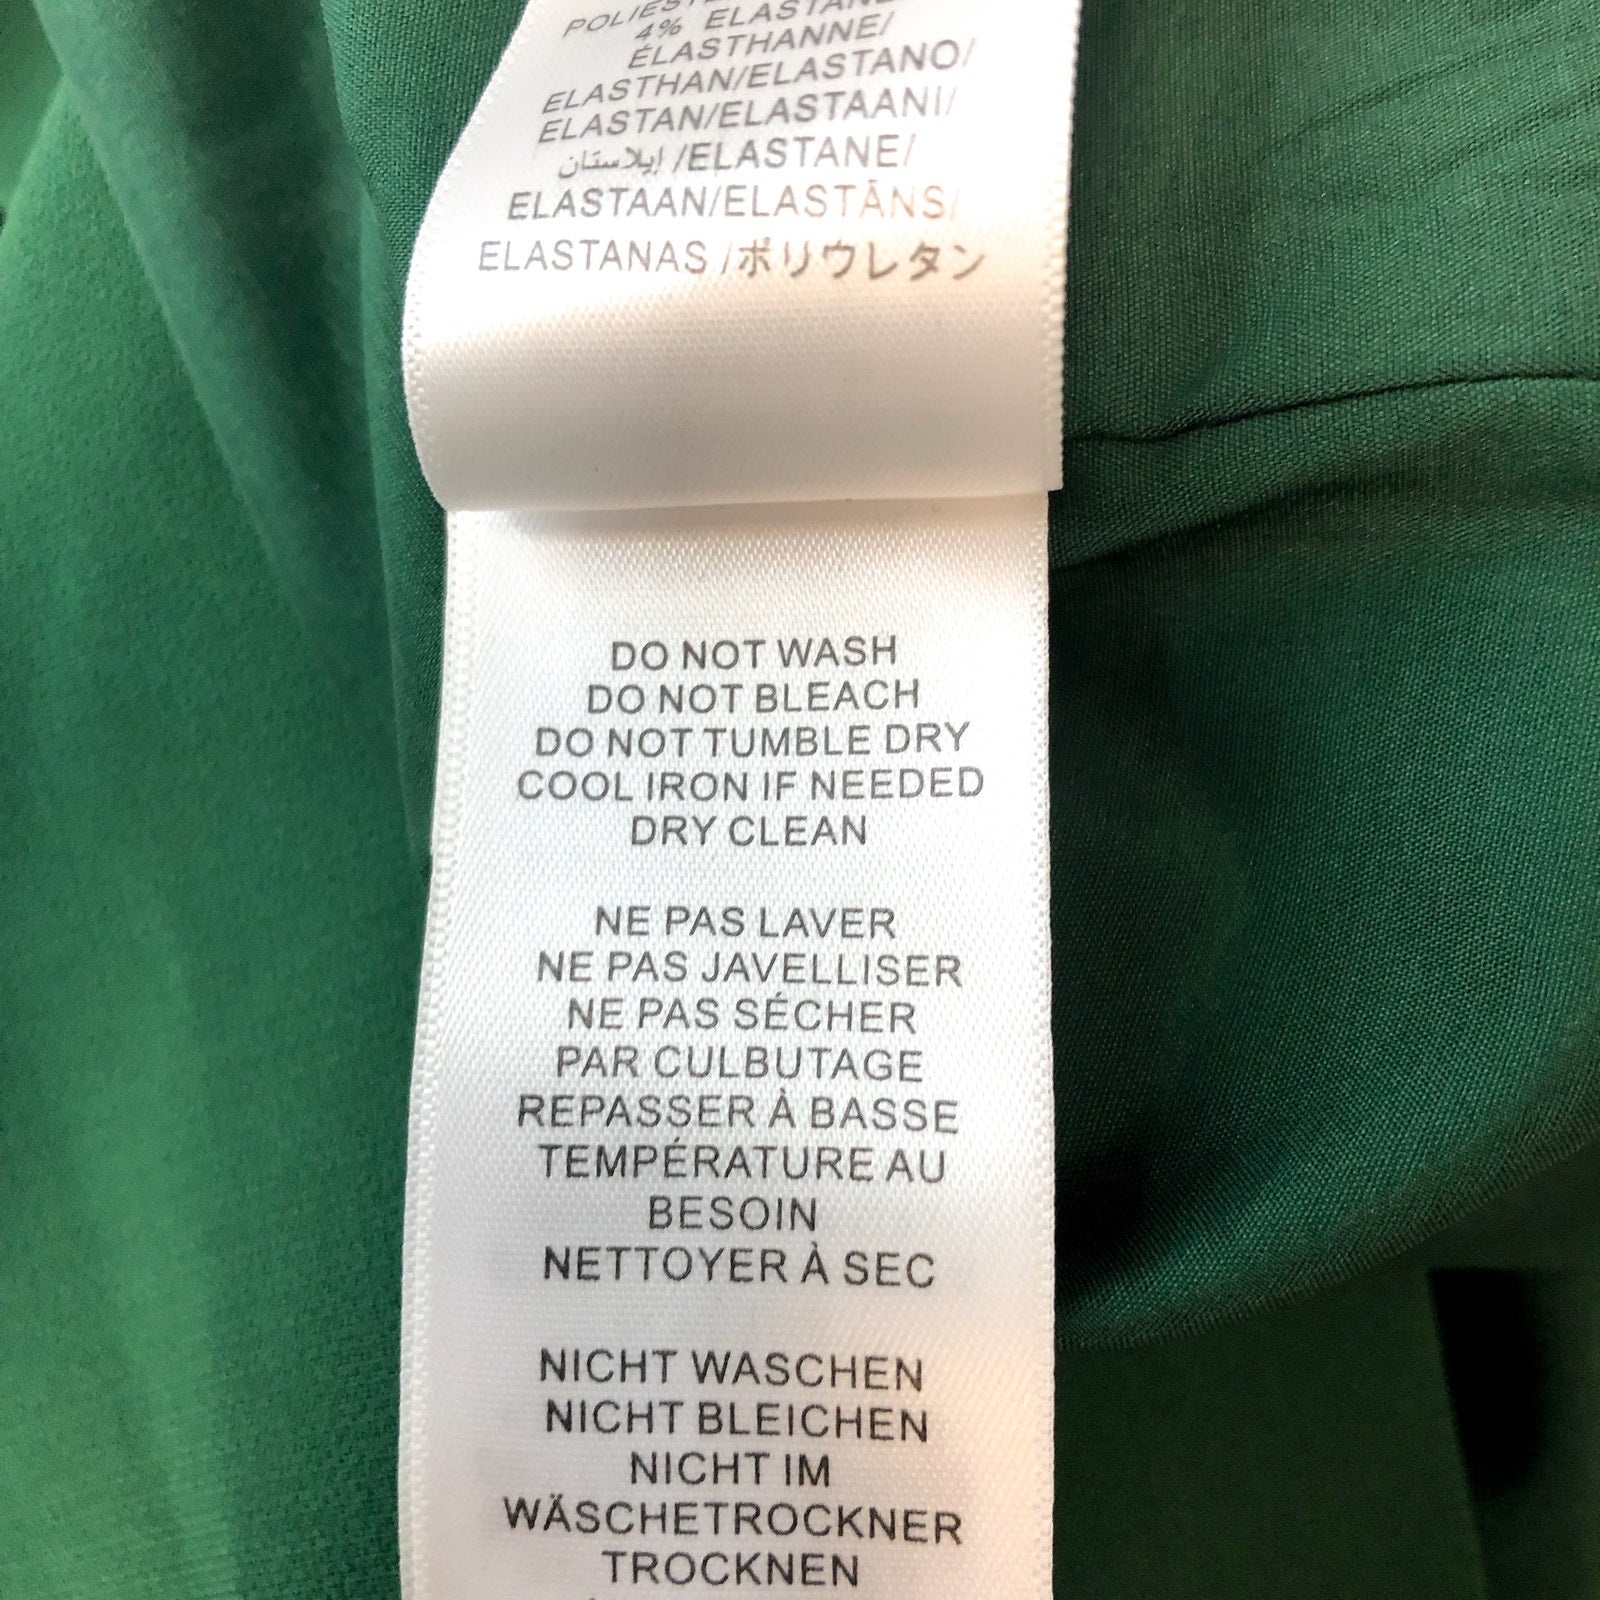 4% ELASTANE
ÉLASTHANNE/
ELASTHAN/ELASTANO/
ELASTAN/ELASTAANI/
إيلاستان /ELASTANE/
ELASTAAN/ELASTĀNS/
ELASTANAS /ポリウレタン
DO NOT WASH
DO NOT BLEACH
DO NOT TUMBLE DRY
COOL IRON IF NEEDED
DRY CLEAN
NE PAS LAVER
NE PAS JAVELLISER
NE PAS SÉCHER
PAR CULBUTAGE
REPASSER À BASSE
TEMPÉRATURE AU
BESOIN
NETTOYER À SEC
NICHT WASCHEN
NICHT BLEICHEN
NICHT IM
WÄSCHETROCKNER
TROCKNEN